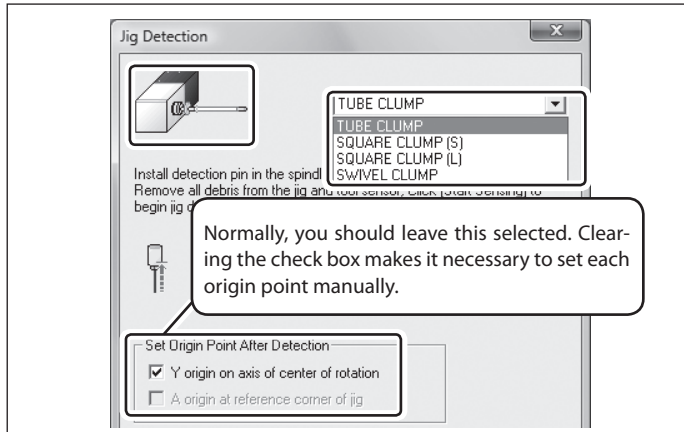 Jig Detection
TUBE CLUMP
TUBE CLUMP
SQUARE CLUMP (S)
SQUARE CLUMP (L)
SWIVEL CLUMP
Install detection pin in the spindl
Remove all debris from the jig and tool sensor, Click [Start Sensing] to
begin jig d
Normally, you should leave this selected. Clear-
ing the check box makes it necessary to set each
origin point manually.
Set Origin Point After Detection
Y origin on axis of center of rotation
A origin at reference corner of jig